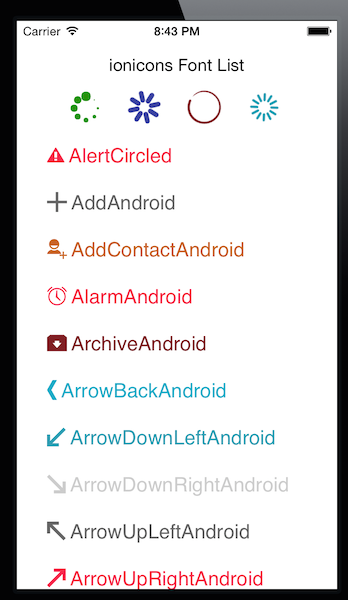 Carrier 8:43 PM
ionicons Font List
AlertCircled
AddAndroid
AddContactAndroid
AlarmAndroid
ArchiveAndroid
ArrowBackAndroid
ArrowDownLeftAndroid
ArrowDownRightAndroid
ArrowUpLeftAndroid
ArrowUpRightAndroid